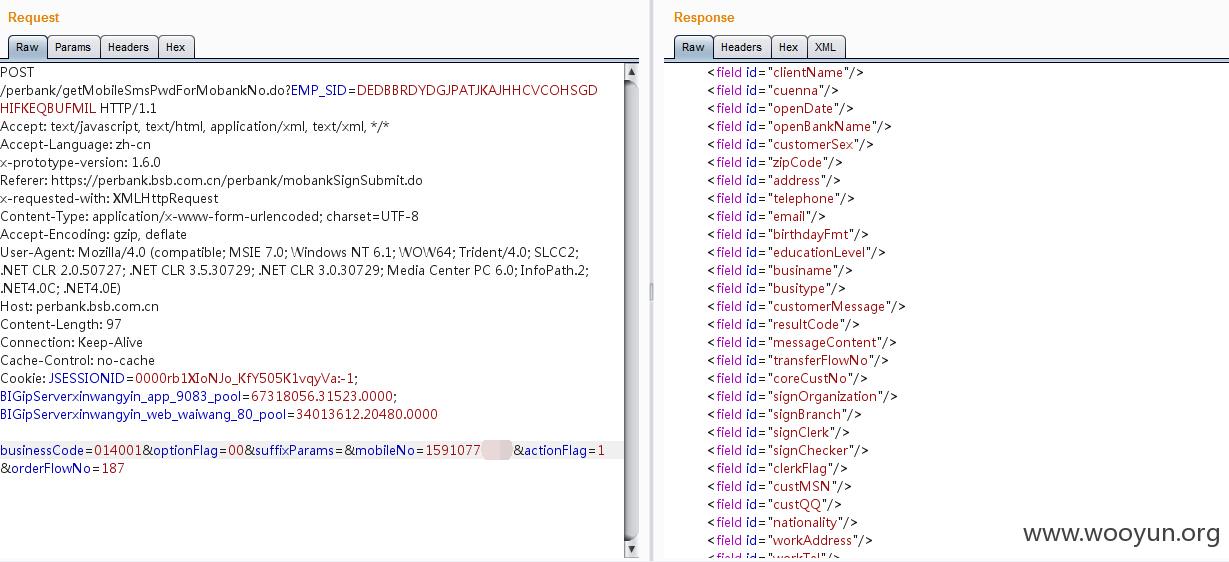 Request
Raw Params Headers Hex
POST
/perbank/getMobileSmsPwdForMobankNo.do?EMP_SID=DEDBBRDYDGJPATJKAJHHCVCOHSGD
HIFKEQBUFMIL HTTP/1.1
Accept: text/javascript, text/html, application/xml, text/xml, */*
Accept-Language: zh-cn
x-prototype-version: 1.6.0
Referer: https://perbank.bsb.com.cn/perbank/mobankSignSubmit.do
x-requested-with: XMLHttpRequest
Content-Type: application/x-www-form-urlencoded; charset=UTF-8
Accept-Encoding: gzip, deflate
User-Agent: Mozilla/4.0 (compatible; MSIE 7.0; Windows NT 6.1; WOW64; Trident/4.0; SLCC2;
.NET CLR 2.0.50727; .NET CLR 3.5.30729; .NET CLR 3.0.30729; Media Center PC 6.0; InfoPath.2;
.NET4.0C; .NET4.0E)
Host: perbank.bsb.com.cn
Content-Length: 97
Connection: Keep-Alive
Cache-Control: no-cache
Cookie: JSESSIONID=0000rb1XIoNJo_KfY505K1vqyVa:-1;
BIGipServerxinwangyin_app_9083_pool=67318056.31523.0000;
BIGipServerxinwangyin_web_waiwang_80_pool=34013612.20480.0000
businessCode=014001&optionFlag=00&suffixParams=&mobileNo=1591077 &actionFlag=1
&orderFlowNo=187
Response
Raw Headers Hex XML
<field id="clientName"/>
<field id="cuenna"/>
<field id="openDate"/>
<field id="openBankName"/>
<field id="customerSex"/>
<field id="zipCode"/>
<field id="address"/>
<field id="telephone"/>
<field id="email"/>
<field id="birthdayFmt"/>
<field id="educationLevel"/>
<field id="businame"/>
<field id="busitype"/>
<field id="customerMessage"/>
<field id="resultCode"/>
<field id="messageContent"/>
<field id="transferFlowNo"/>
<field id="coreCustNo"/>
<field id="signOrganization"/>
<field id="signBranch"/>
<field id="signClerk"/>
<field id="signChecker"/>
<field id="clerkFlag"/>
<field id="custMSN"/>
<field id="custQQ"/>
<field id="nationality"/>
<field id="workAddress"/>
<field id="workTel"/>
www.wooyun.org